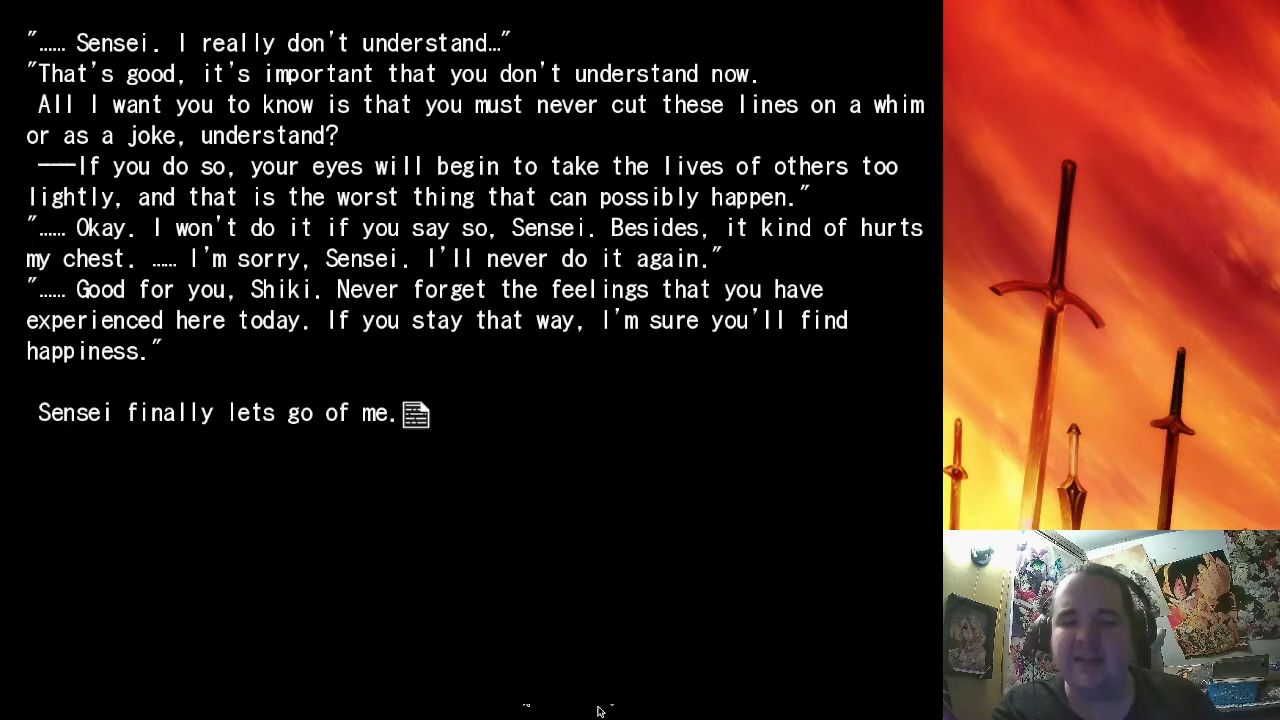 "…… Sensei. I really don't understand…"
"That's good, it's important that you don't understand now.
All I want you to know is that you must never cut these lines on a whim
or as a joke, understand?
───If you do so, your eyes will begin to take the lives of others too
lightly, and that is the worst thing that can possibly happen."
"…… Okay. I won't do it if you say so, Sensei. Besides, it kind of hurts
my chest. …… I'm sorry, Sensei. I'll never do it again."
"…… Good for you, Shiki. Never forget the feelings that you have
experienced here today. If you stay that way, I'm sure you'll find
happiness."
Sensei finally lets go of me.